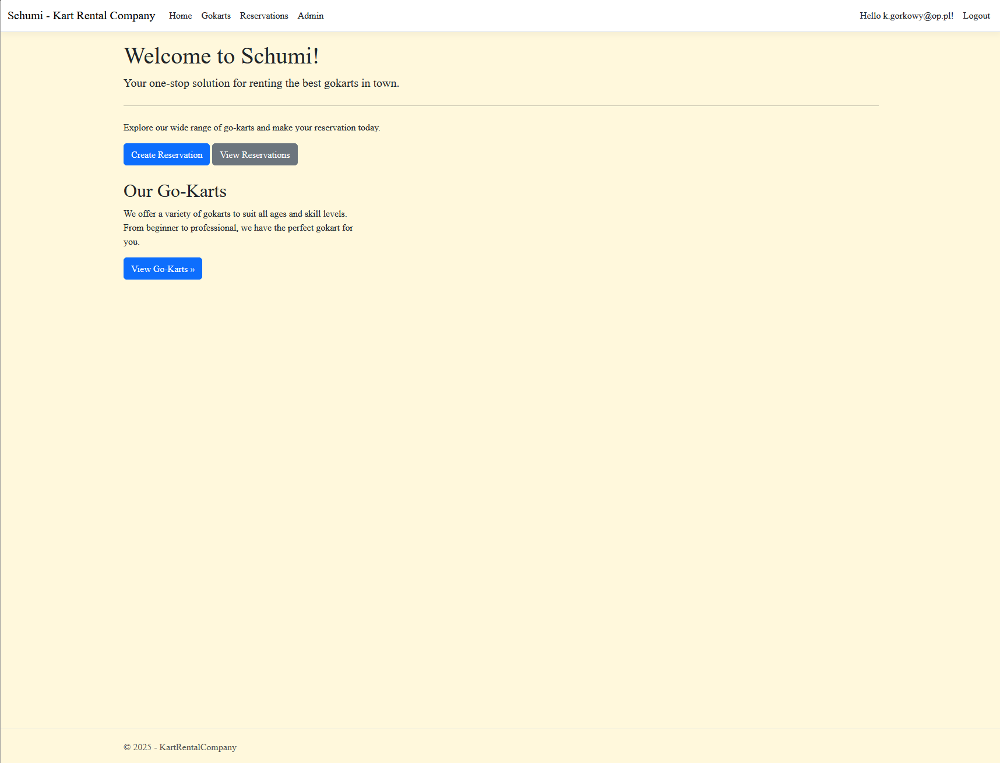 Schumi - Kart Rental Company Home Gokarts Reservations Admin Hello k.gorkowy@op.pl! Logout
Welcome to Schumi!
Your one-stop solution for renting the best gokarts in town.
Explore our wide range of go-karts and make your reservation today.
Create Reservation View Reservations
Our Go-Karts
We offer a variety of gokarts to suit all ages and skill levels.
From beginner to professional, we have the perfect gokart for
you.
View Go-Karts »
© 2025 - KartRentalCompany